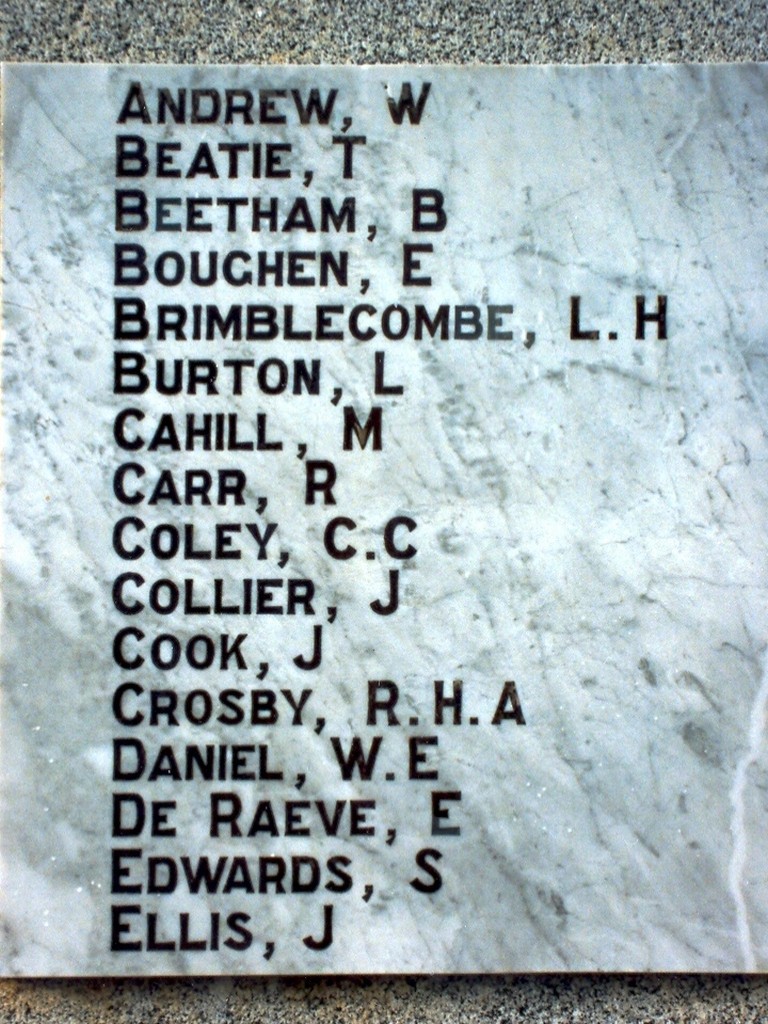 ANDREW, W
BEATIE, T
BEETHAM, B
BOUGHEN, E
BRIMBLECOMBE, L.H
BURTON, L
CAHILL, M
CARR, R
COLEY, C.C
COLLIER, J
COOK, J
CROSBY, R.H.A
DANIEL, W.E
DE RAEVE, E
EDWARDS, S
ELLIS, J